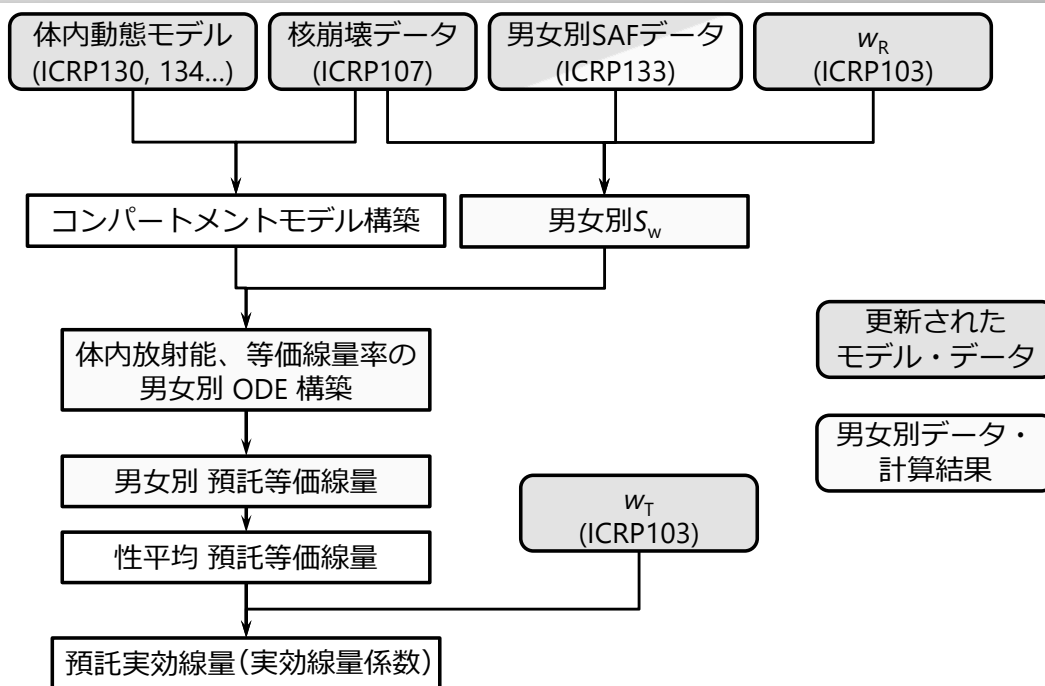 体内動態モデル
(ICRP130, 134...)
核崩壊データ
(ICRP107)
男女別SAFデータ
(ICRP133)
wR
(ICRP103)
コンパートメントモデル構築
男女別Sw
体内放射能、等価線量率の
男女別 ODE 構築
更新された
モデル・データ
男女別データ・
計算結果
男女別 預託等価線量
wT
(ICRP103)
性平均 預託等価線量
預託実効線量(実効線量係数)